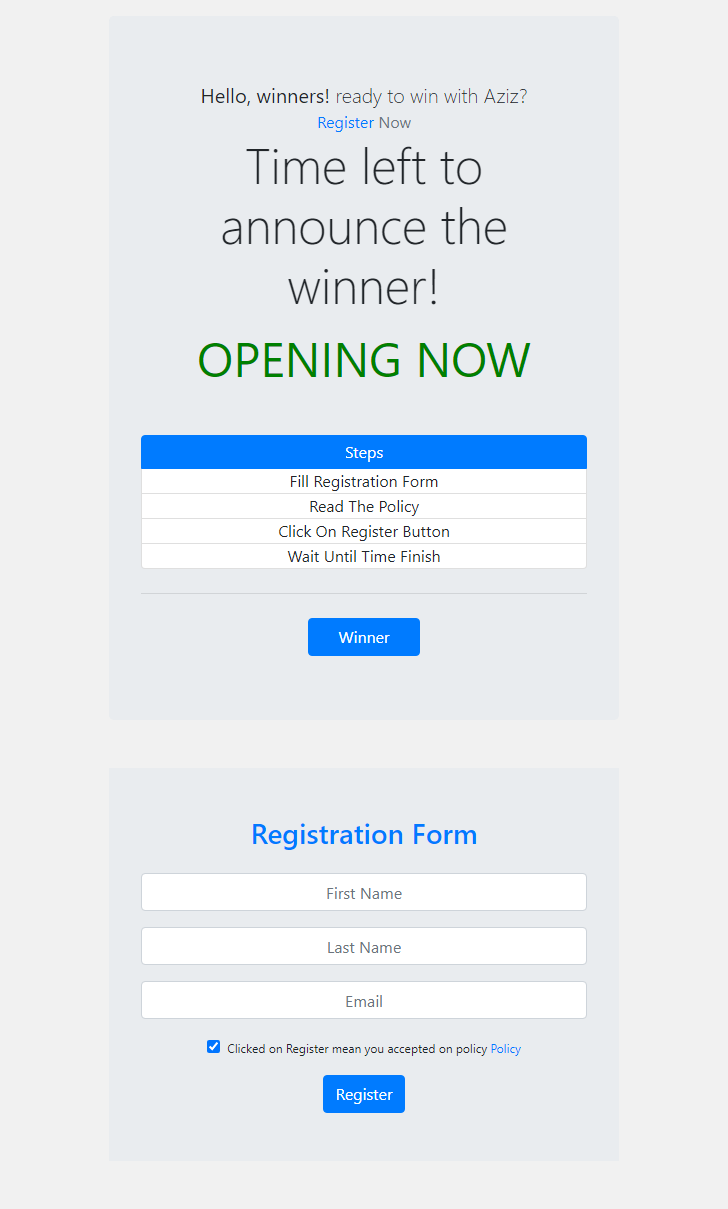 Hello, winners! ready to win with Aziz?
Register Now
Time left to
announce the
winner!
OPENING NOW
Steps
Fill Registration Form
Read The Policy
Click On Register Button
Wait Until Time Finish
Winner
Registration Form
First Name
Last Name
Email
Clicked on Register mean you accepted on policy Policy
Register